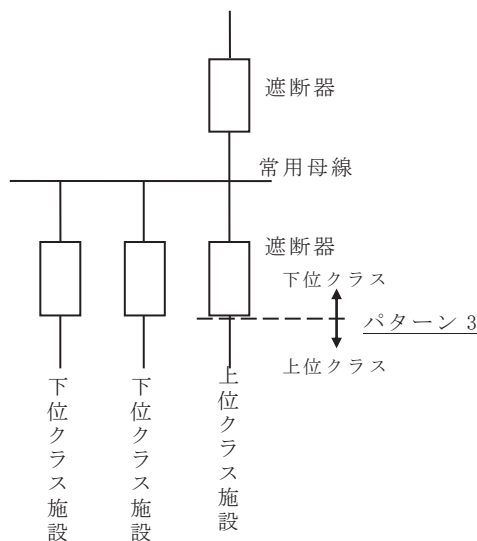 遮断器
常用母線
遮断器
下位クラス
パターン 3
上位クラス
下位クラス施設
下位クラス施設
上位クラス施設